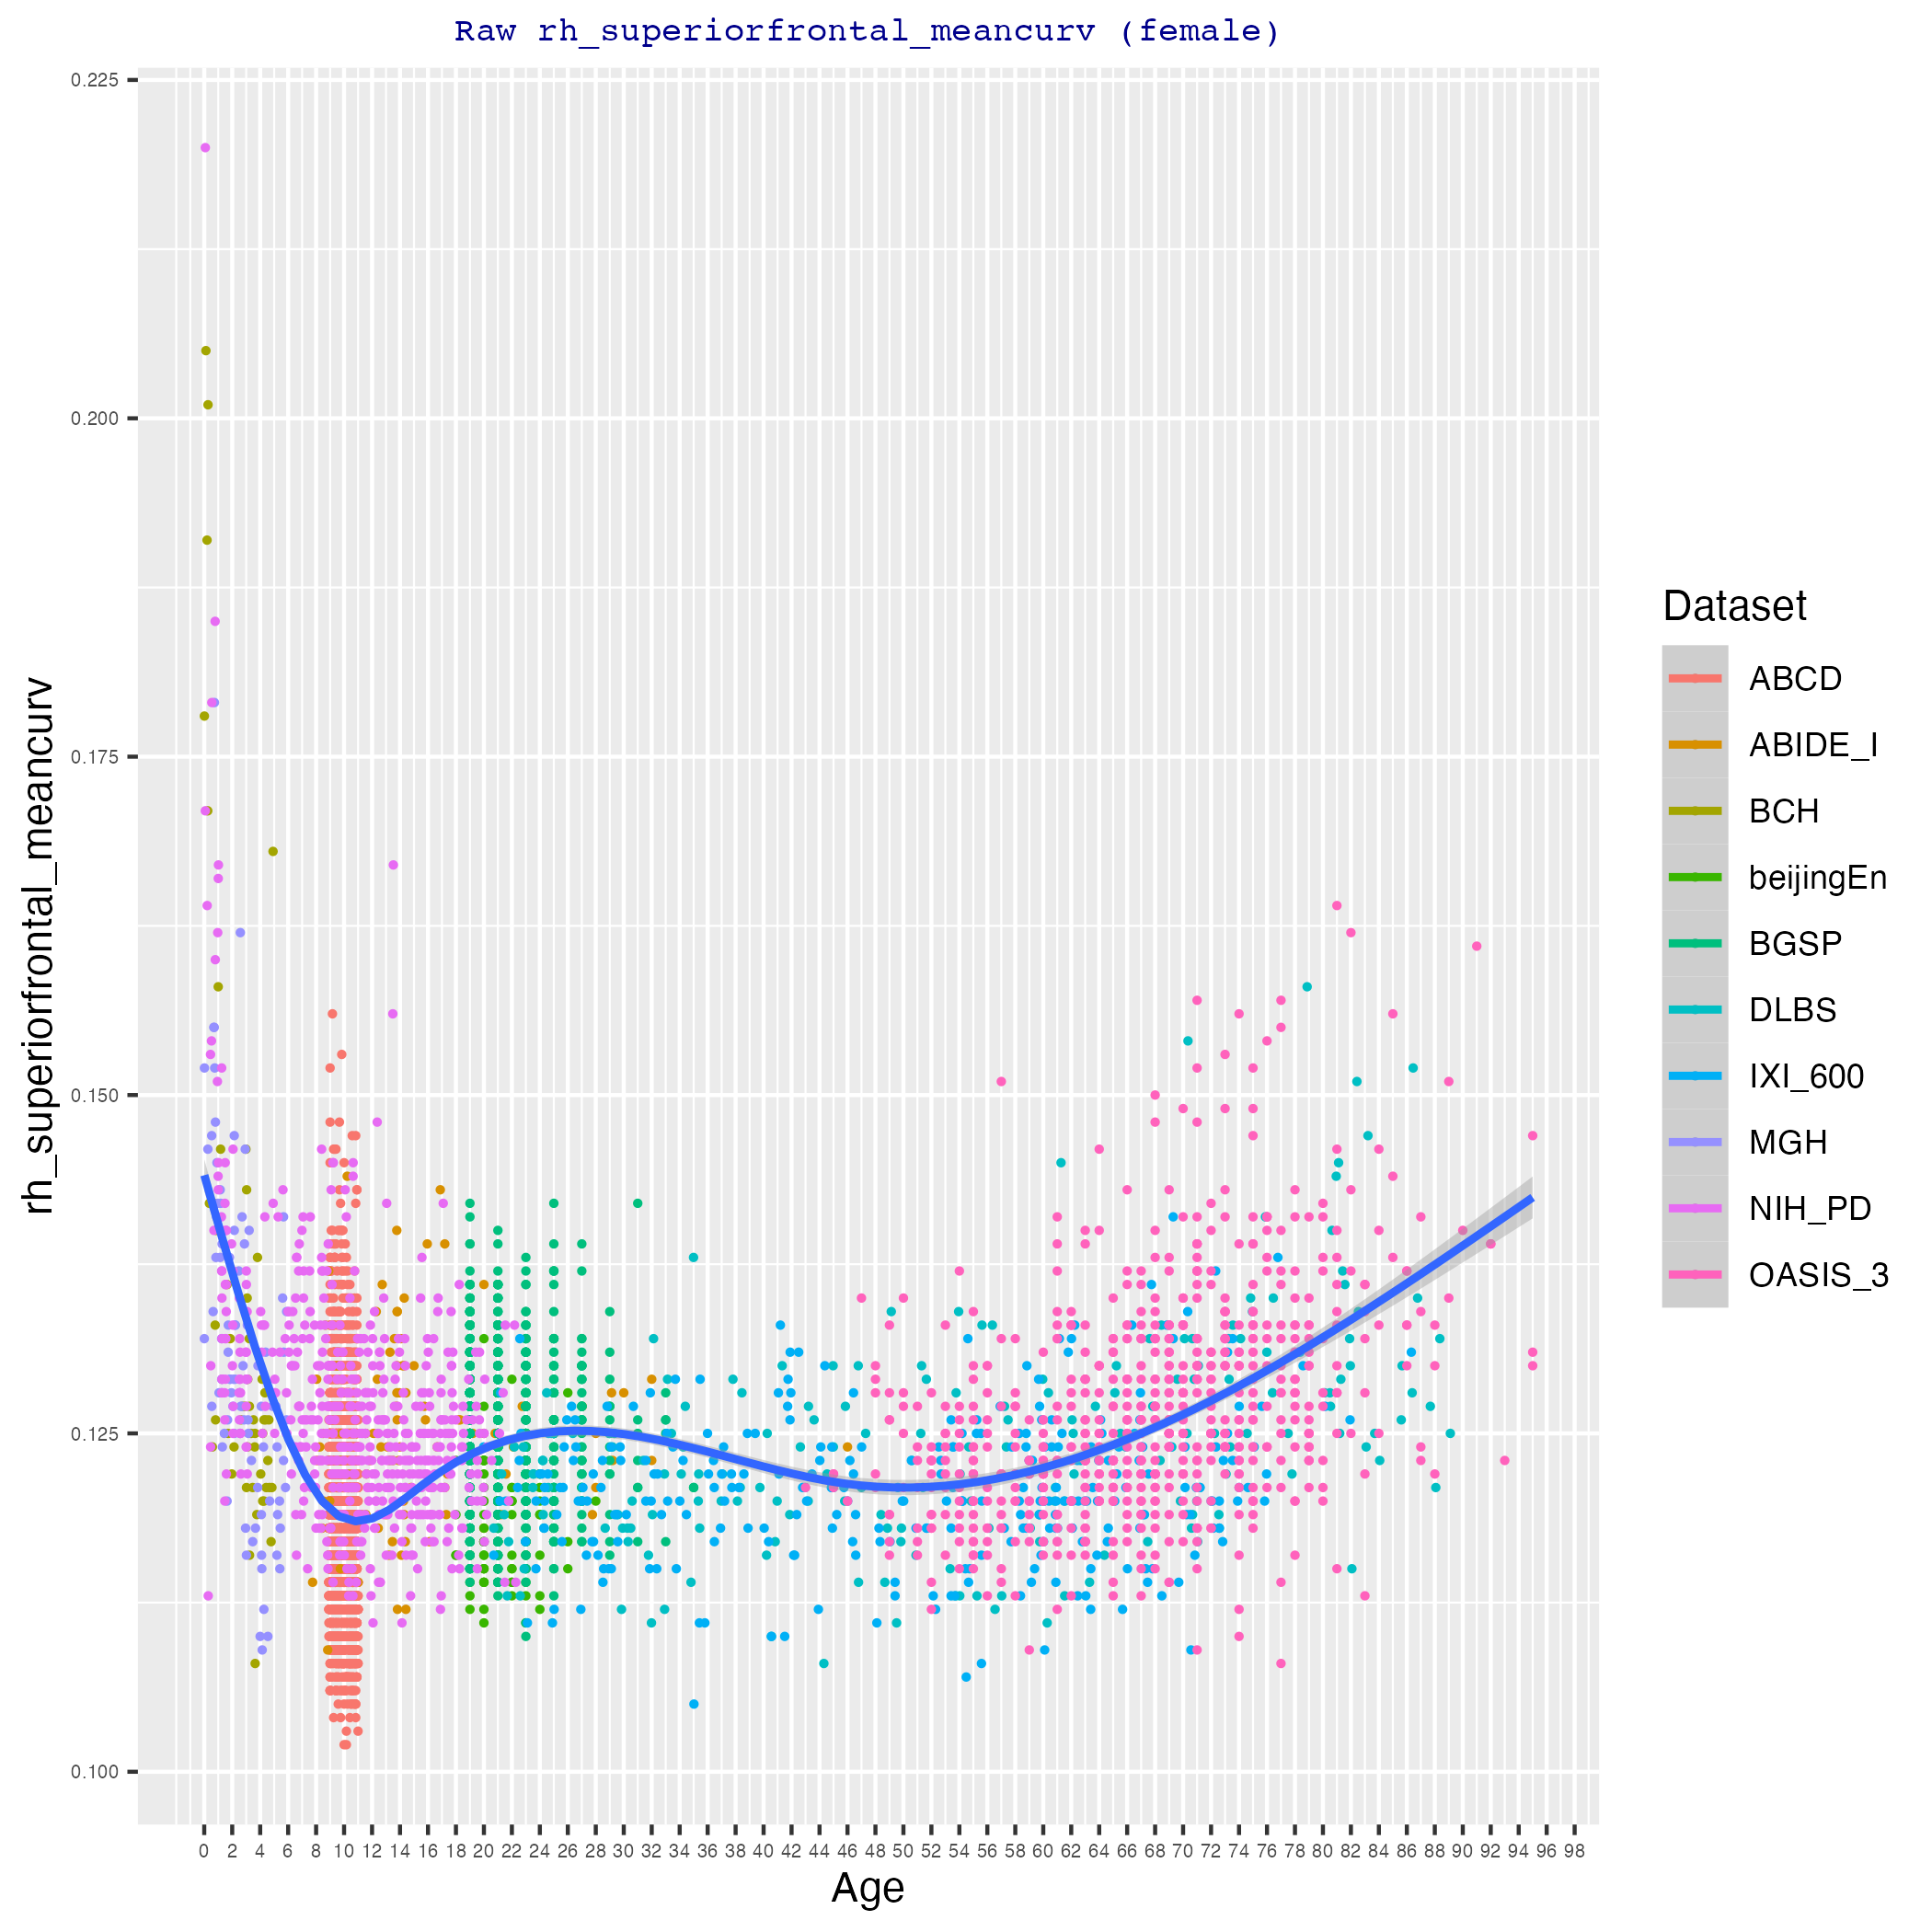 Raw rh_superiorfrontal_meancurv (female)
rh_superiorfrontal_meancurv
0.225
0.200
0.175
0.150
0.125
0.100
0 2 4 6 8 10 12 14 16 18 20 22 24 26 28 30 32 34 36 38 40 42 44 46 48 50 52 54 56 58 60 62 64 66 68 70 72 74 76 78 80 82 84 86 88 90 92 94 96 98
Age
Dataset
ABCD
ABIDE_I
BCH
beijingEn
BGSP
DLBS
IXI_600
MGH
NIH_PD
OASIS_3